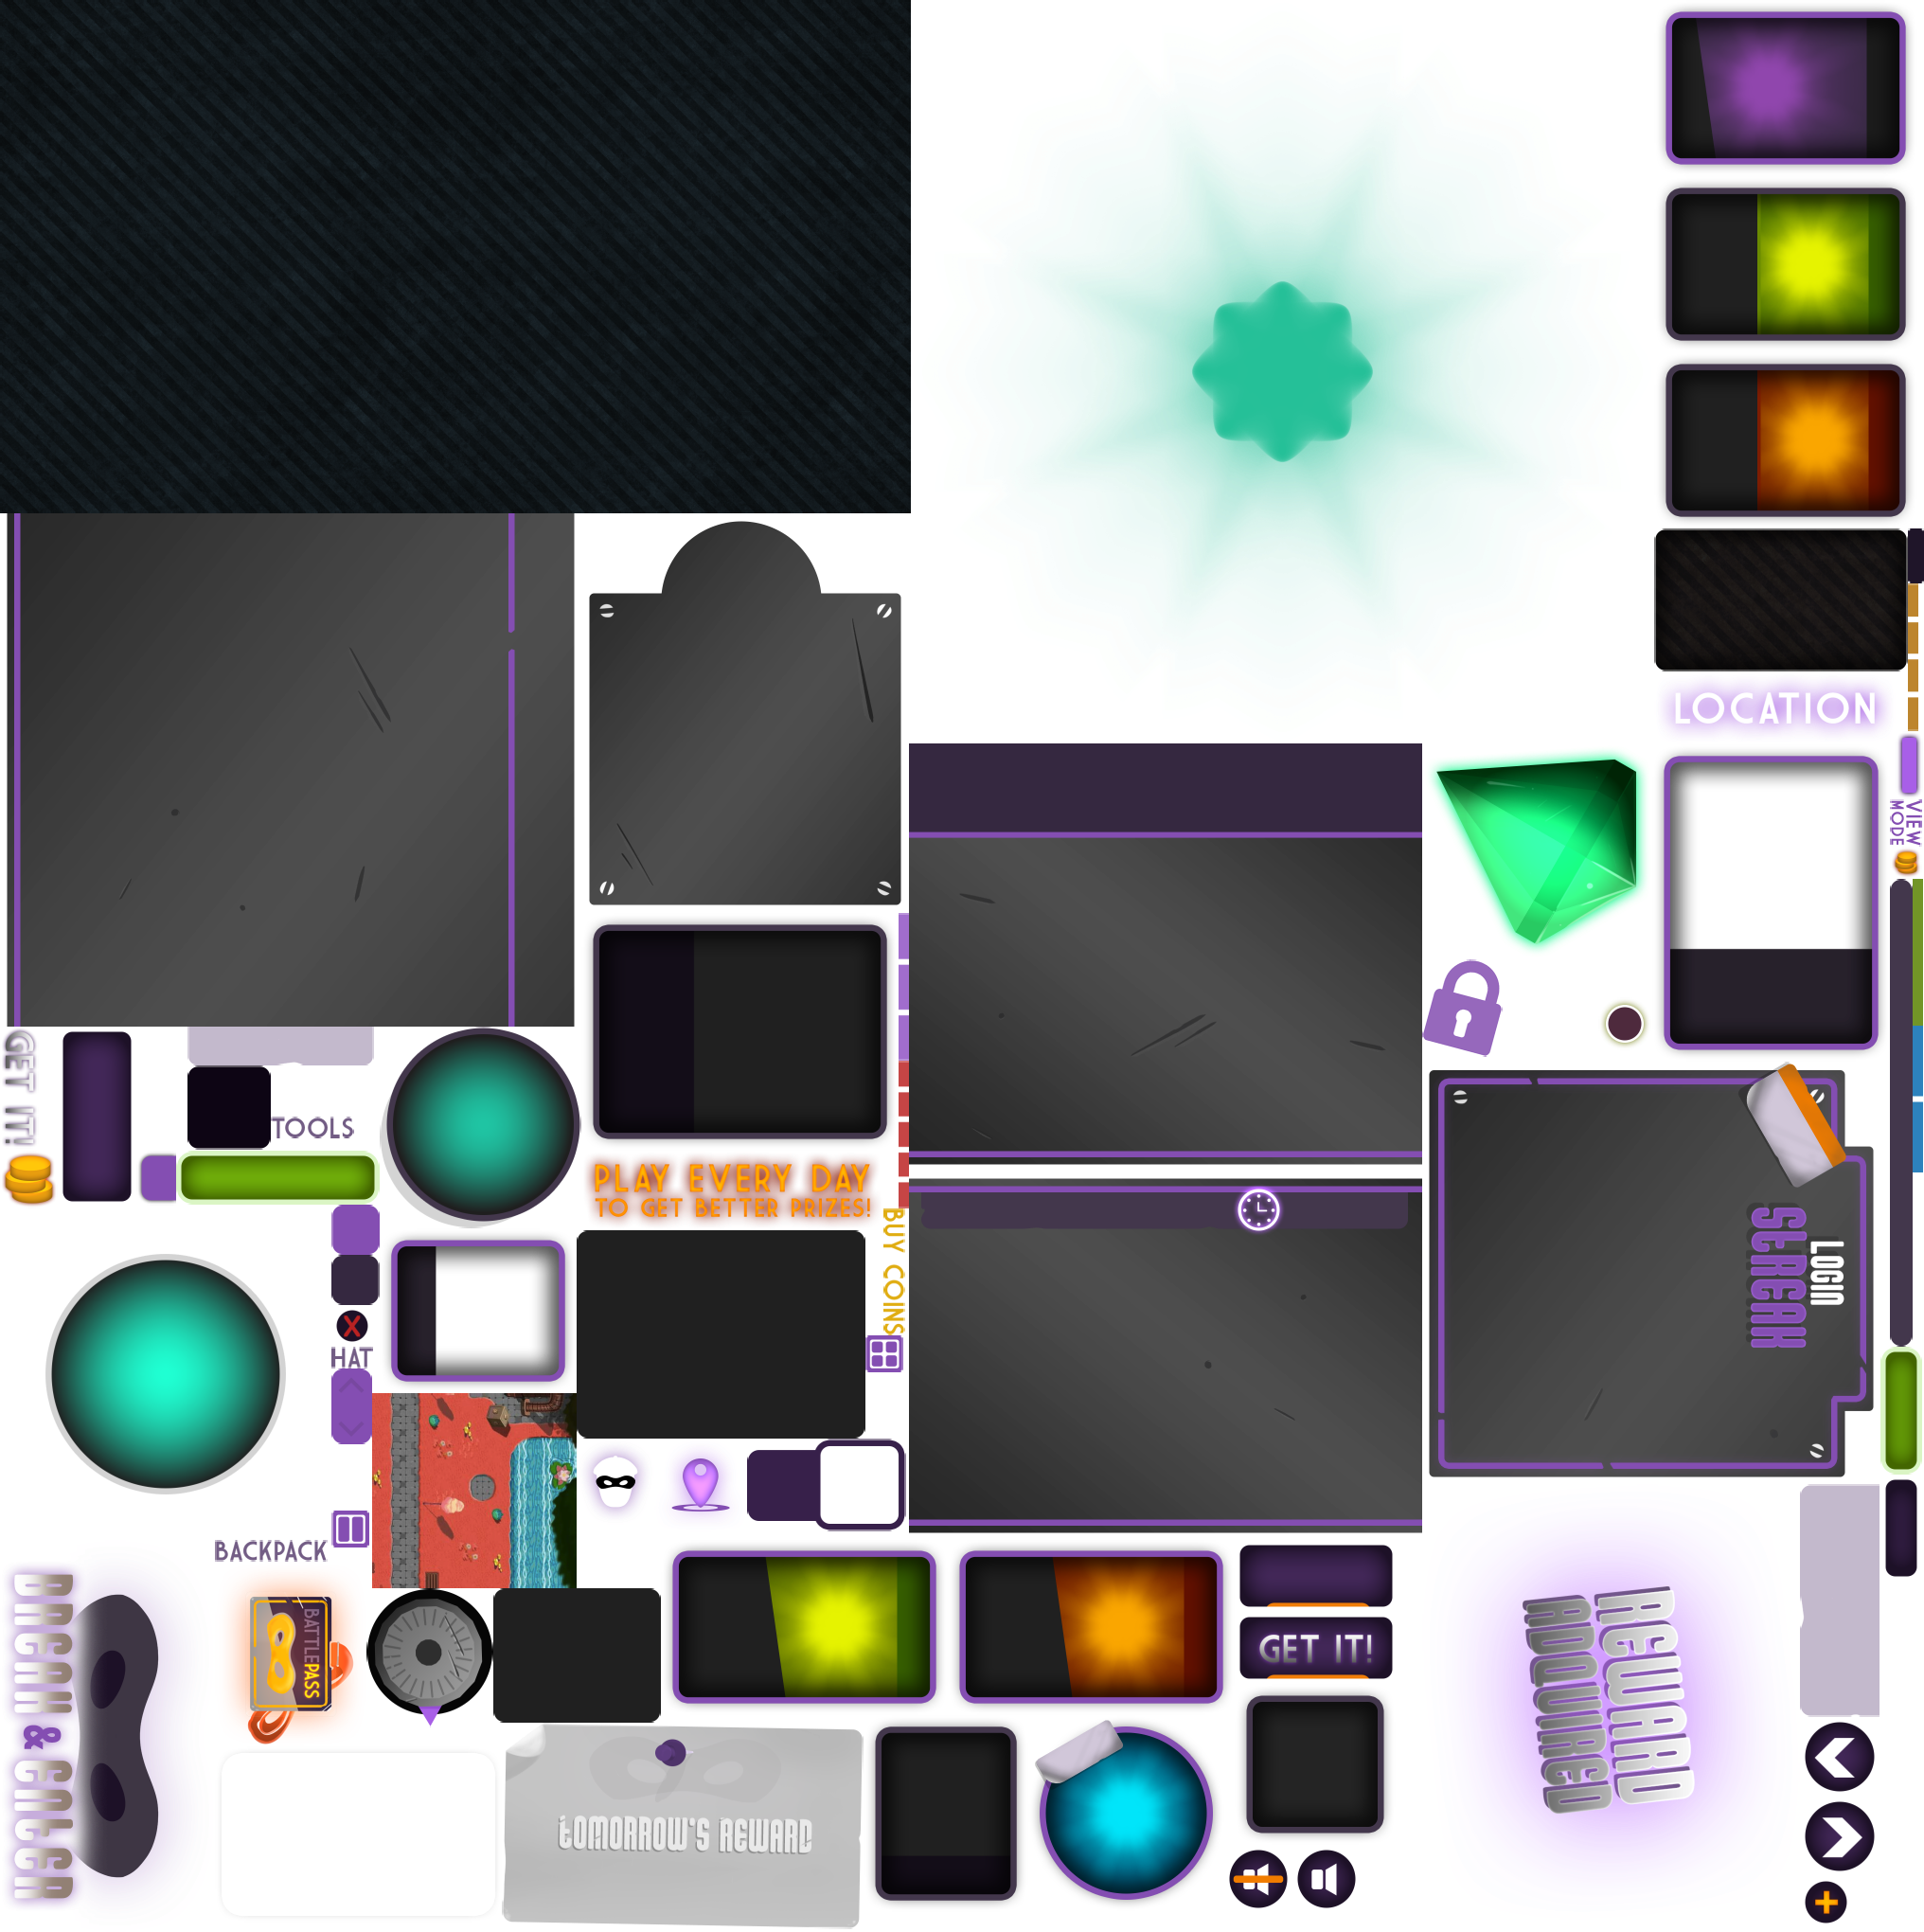 LOCATION
VIEW
MODE
GET IT!
TOOLS
PLAY EVERY DAY
TO GET BETTER PRIZES!
BUY COINS
LOGIN
STREAK
HAT
BACKPACK
BREAK & ENTER
BATTLEPASS
GET IT!
REWARD
ADQUIRED
TOMORROW'S REWARD